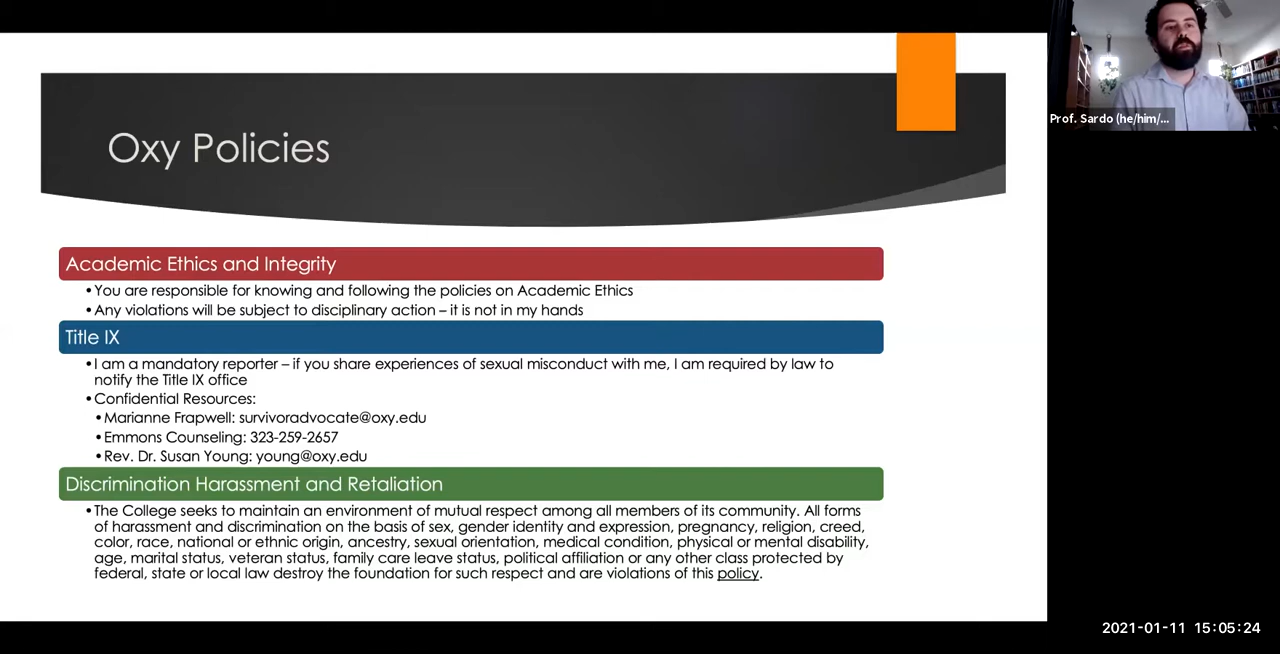 Oxy Policies
Academic Ethics and Integrity
•You are responsible for knowing and following the policies on Academic Ethics
•Any violations will be subject to disciplinary action – it is not in my hands
Title IX
•I am a mandatory reporter – if you share experiences of sexual misconduct with me, I am required by law to
notify the Title IX office
•Confidential Resources:
•Marianne Frapwell: survivoradvocate@oxy.edu
•Emmons Counseling: 323-259-2657
•Rev. Dr. Susan Young: young@oxy.edu
Discrimination Harassment and Retaliation
•The College seeks to maintain an environment of mutual respect among all members of its community. All forms
of harassment and discrimination on the basis of sex, gender identity and expression, pregnancy, religion, creed,
color, race, national or ethnic origin, ancestry, sexual orientation, medical condition, physical or mental disability,
age, marital status, veteran status, family care leave status, political affiliation or any other class protected by
federal, state or local law destroy the foundation for such respect and are violations of this policy.
Prof. Sardo (he/him/...
2021-01-11 15:05:24